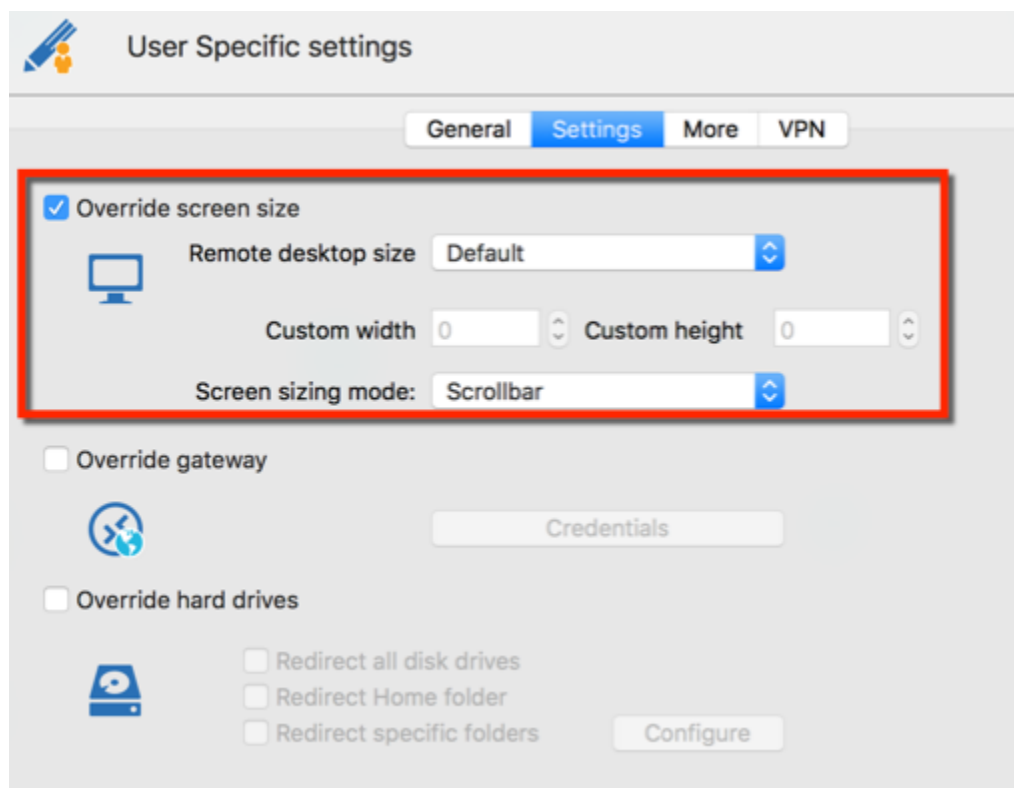 User Specific settings
General Settings More VPN
Override screen size
Remote desktop size Default
Custom width 0 Custom height 0
Screen sizing mode: Scrollbar
Override gateway
Credentials
Override hard drives
Redirect all disk drives
Redirect Home folder
Redirect specific folders Configure